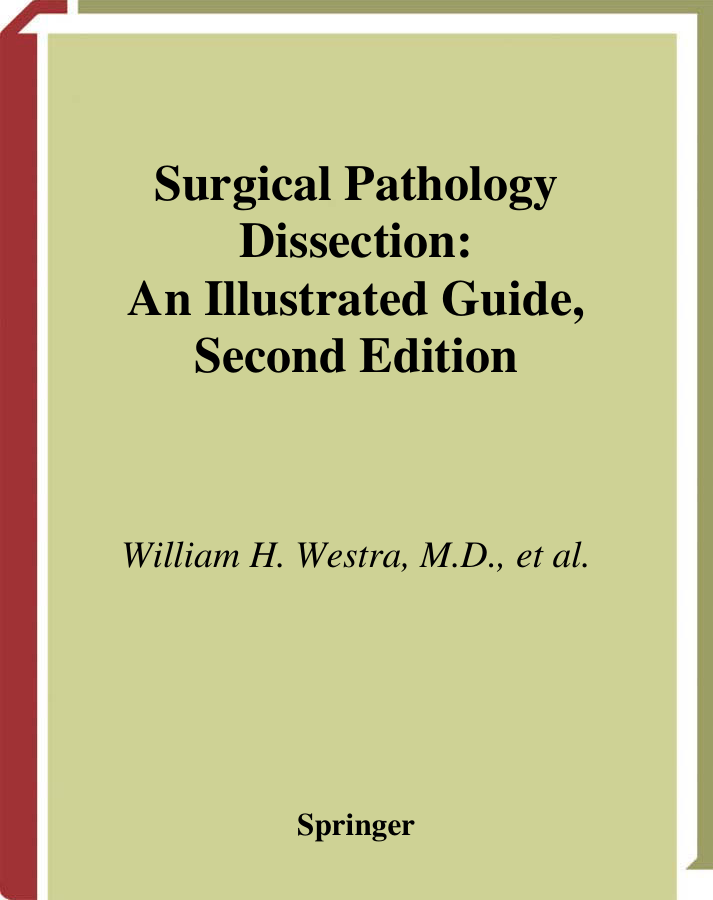 Surgical Pathology
Dissection:
An Illustrated Guide,
Second Edition
William H. Westra, M.D., et al.
Springer